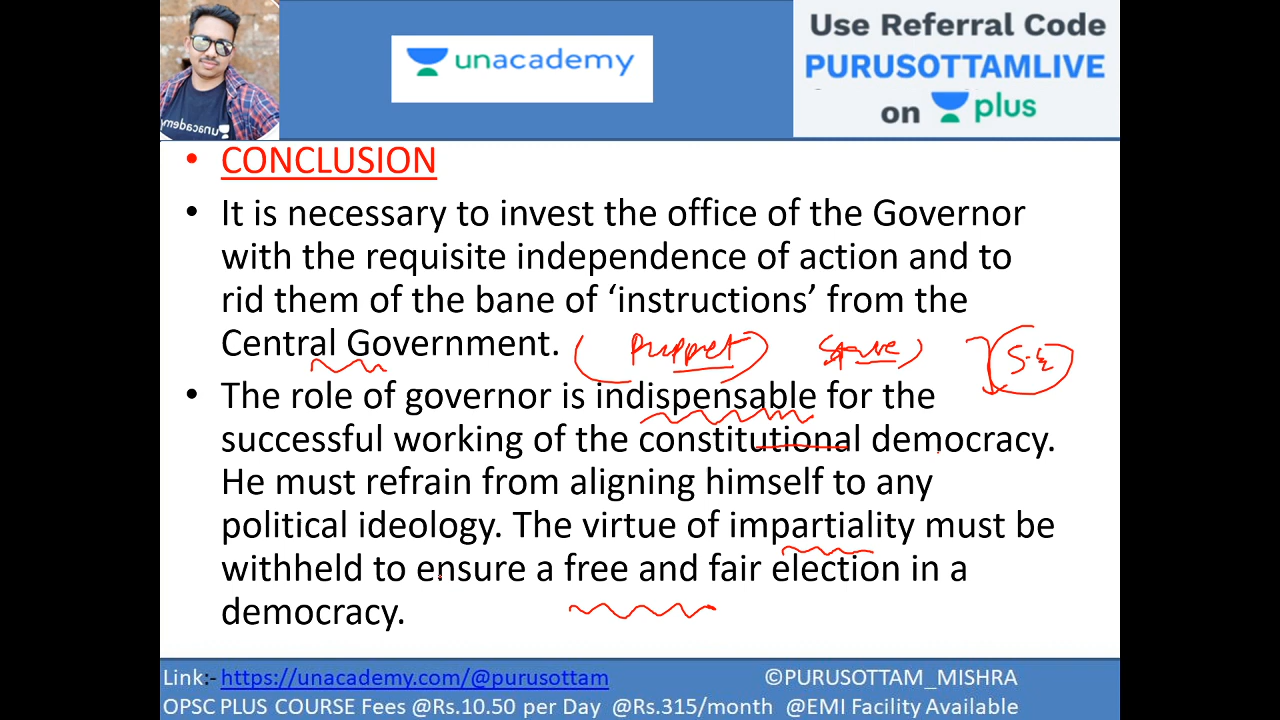 Use Referral Code
unacademy
PURUSOTTAMLIVE
on plus
unacademy
• CONCLUSION
• It is necessary to invest the office of the Governor
with the requisite independence of action and to
rid them of the bane of ‘instructions’ from the
Central Government. (Puppet)
• The role of governor is indispensable for the
successful working of the constitutional democracy.
He must refrain from aligning himself to any
political ideology. The virtue of impartiality must be
withheld to ensure a free and fair election in a
democracy.
Link:- https://unacademy.com/@purusottam ©PURUSOTTAM_MISHRA
OPSC PLUS COURSE Fees @Rs.10.50 per Day @Rs.315/month @EMI Facility Available